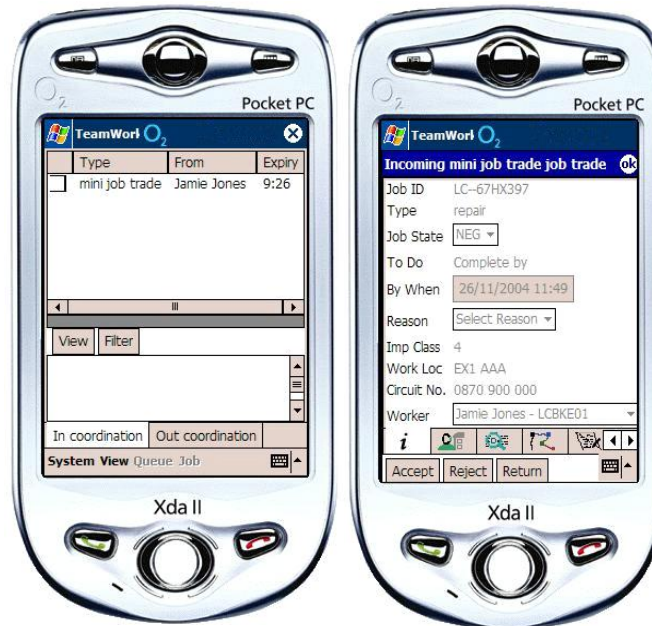 O2
Pocket PC
TeamWork O2
Type From Expiry
mini job trade Jamie Jones 9:26
View Filter
In coordination Out coordination
System View Queue Job
Xda II
O2
Pocket PC
TeamWork O2
Incoming mini job trade job trade ok
Job ID LC--67HX397
Type repair
Job State NEG
To Do Complete by
By When 26/11/2004 11:49
Reason Select Reason
Imp Class 4
Work Loc EX1 AAA
Circuit No. 0870 900 000
Worker Jamie Jones - LCBKE01
i
Accept Reject Return
Xda II